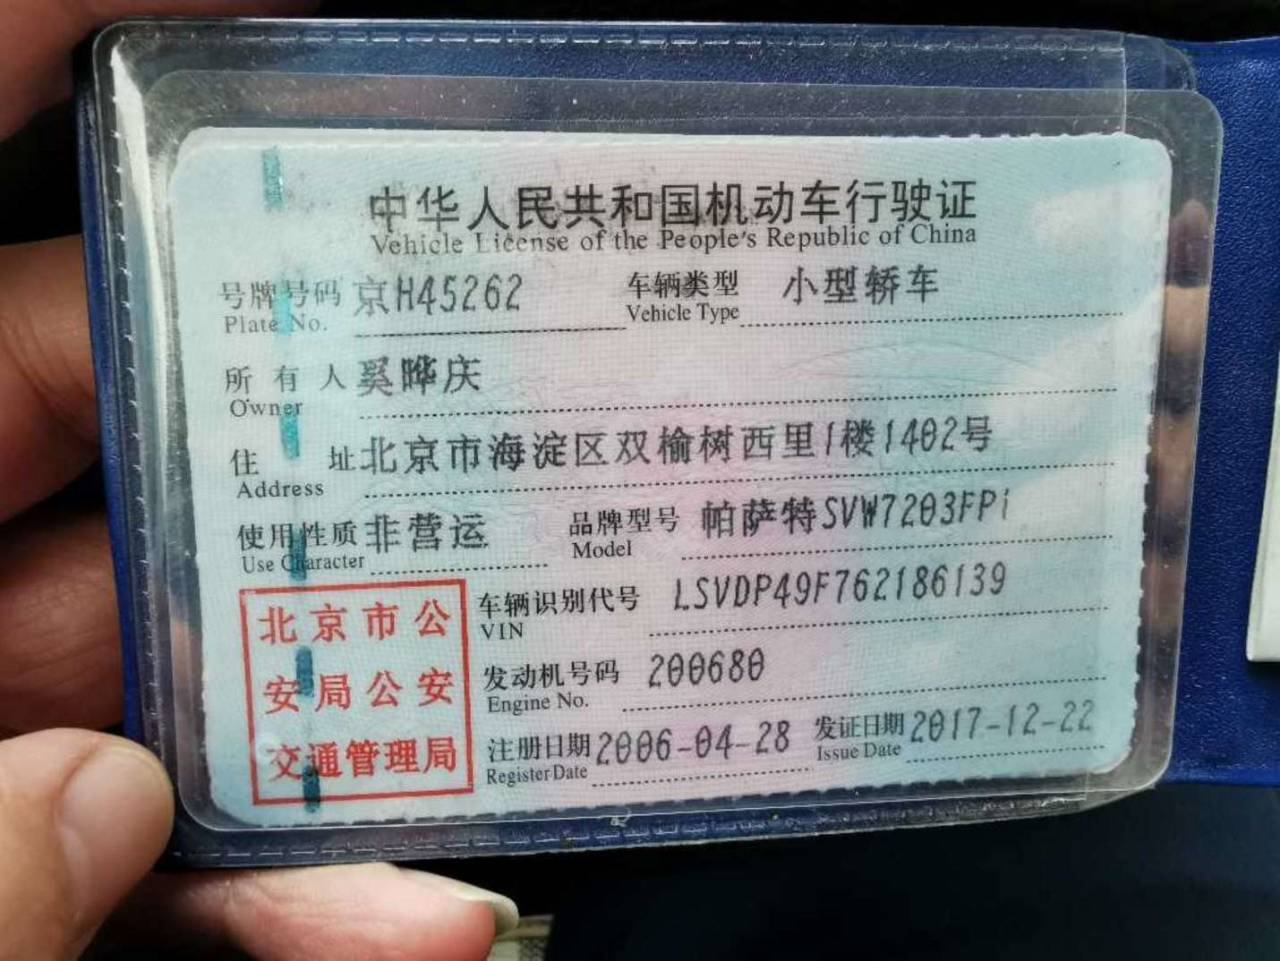 中华人民共和国机动车行驶证
Vehicle License of the People's Republic of China
号牌号码 京H45262 车辆类型 小型轿车
Plate No. Vehicle Type
所有人 奚晔庆
Owner
住址 北京市海淀区双榆树西里1楼1402号
Address
使用性质 非营运 品牌型号 帕萨特SVW7203FPi
Use Character Model
北京市公
安局公安
交通管理局
车辆识别代号 LSVDP49F762186139
VIN
发动机号码 200680
Engine No.
注册日期 2006-04-28 发证日期 2017-12-22
Register Date Issue Date